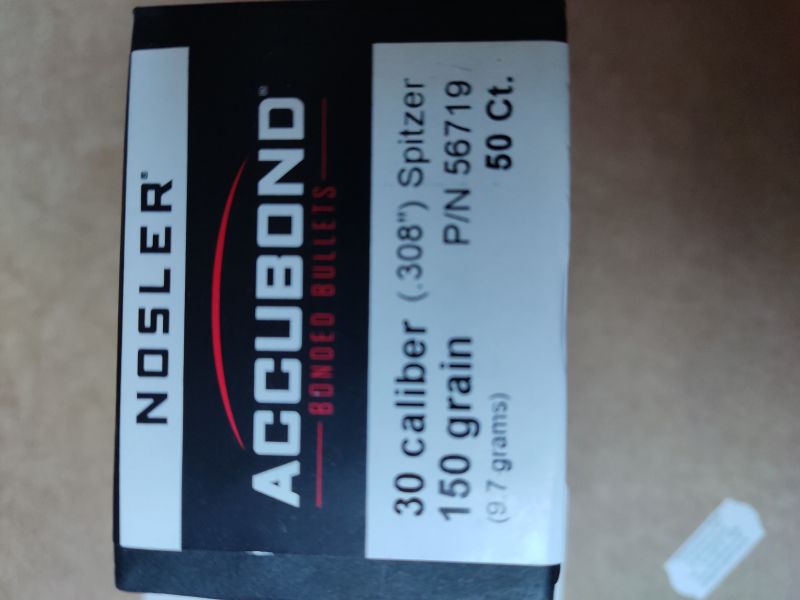 NOSLER®
ACCUBOND®
BONDED BULLETS
30 caliber (.308") Spitzer
150 grain P/N 56719
(9.7 grams) 50 Ct.